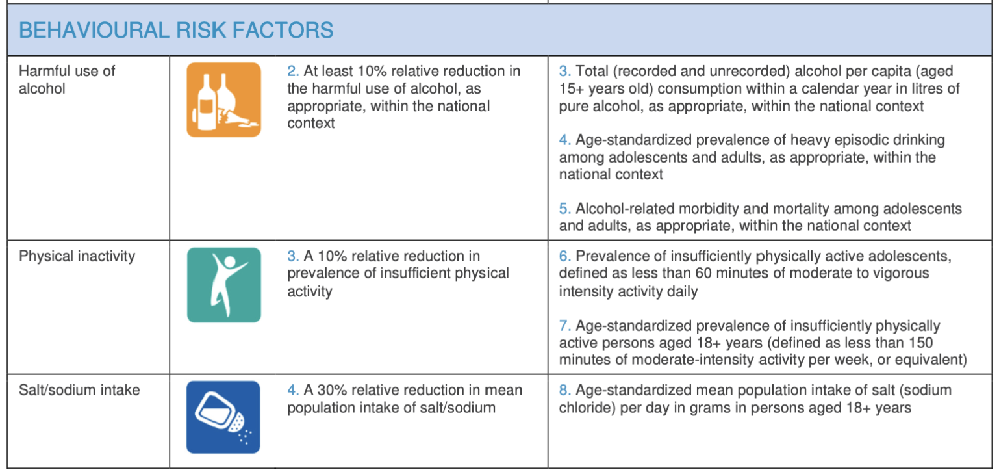 BEHAVIOURAL RISK FACTORS
Harmful use of
alcohol
2. At least 10% relative reduction in
the harmful use of alcohol, as
appropriate, within the national
context
3. Total (recorded and unrecorded) alcohol per capita (aged
15+ years old) consumption within a calendar year in litres of
pure alcohol, as appropriate, within the national context
4. Age-standardized prevalence of heavy episodic drinking
among adolescents and adults, as appropriate, within the
national context
5. Alcohol-related morbidity and mortality among adolescents
and adults, as appropriate, within the national context
Physical inactivity
3. A 10% relative reduction in
prevalence of insufficient physical
activity
6. Prevalence of insufficiently physically active adolescents,
defined as less than 60 minutes of moderate to vigorous
intensity activity daily
7. Age-standardized prevalence of insufficiently physically
active persons aged 18+ years (defined as less than 150
minutes of moderate-intensity activity per week, or equivalent)
Salt/sodium intake
4. A 30% relative reduction in mean
population intake of salt/sodium
8. Age-standardized mean population intake of salt (sodium
chloride) per day in grams in persons aged 18+ years